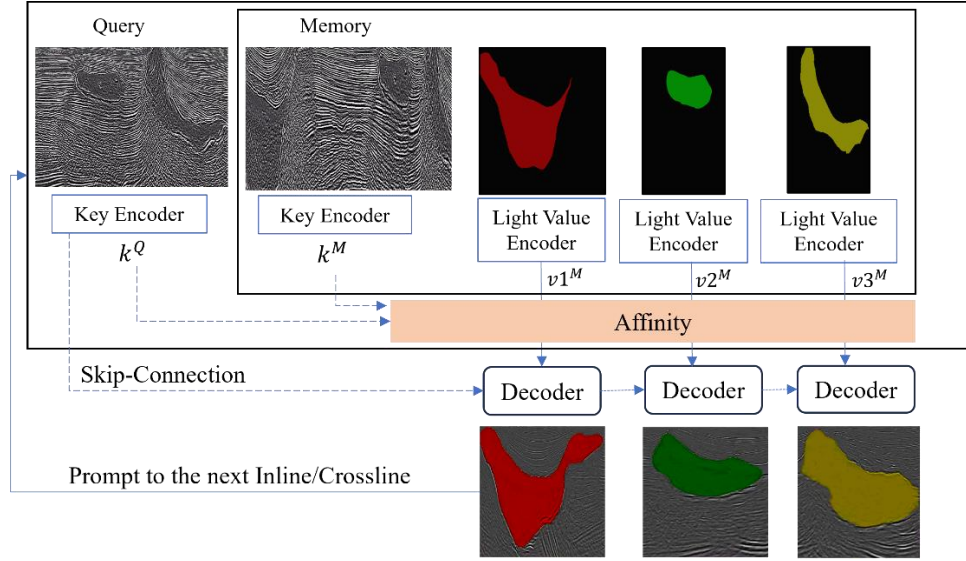 Query
Memory
Key Encoder
Key Encoder
Light Value
Encoder
Light Value
Encoder
Light Value
Encoder
k^Q
k^M
v1^M
v2^M
v3^M
Affinity
Skip-Connection
Decoder
Decoder
Decoder
Prompt to the next Inline/Crossline